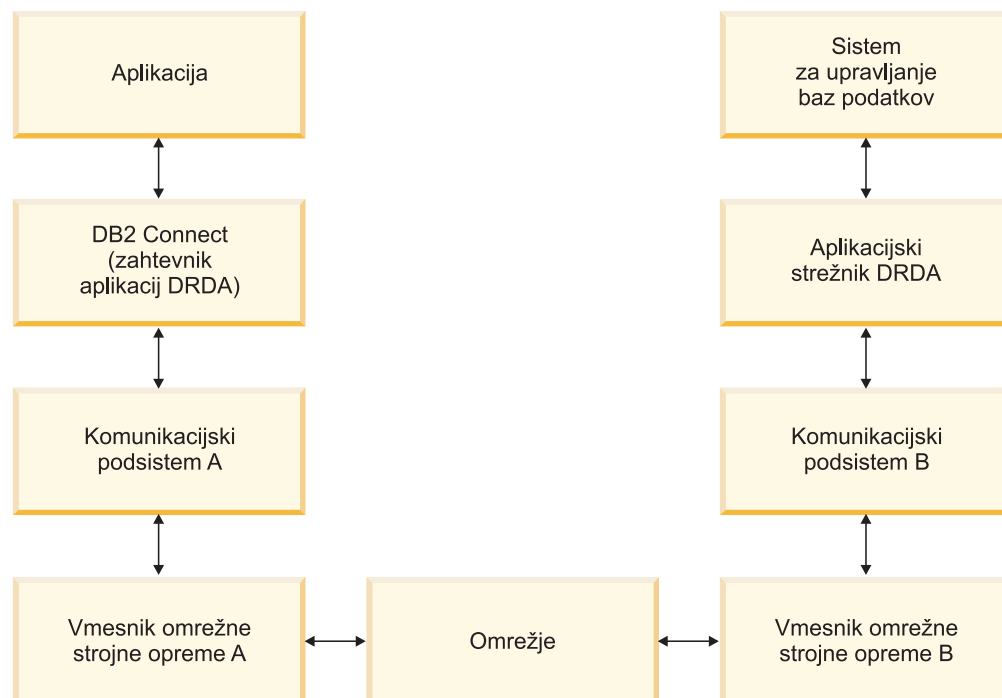 Aplikacija
DB2 Connect
(zahtevnik
aplikacij DRDA)
Komunikacijski
podsistem A
Vmesnik omrežne
strojne opreme A
Omrežje
Sistem
za upravljanje
baz podatkov
Aplikacijski
strežnik DRDA
Komunikacijski
podsistem B
Vmesnik omrežne
strojne opreme B